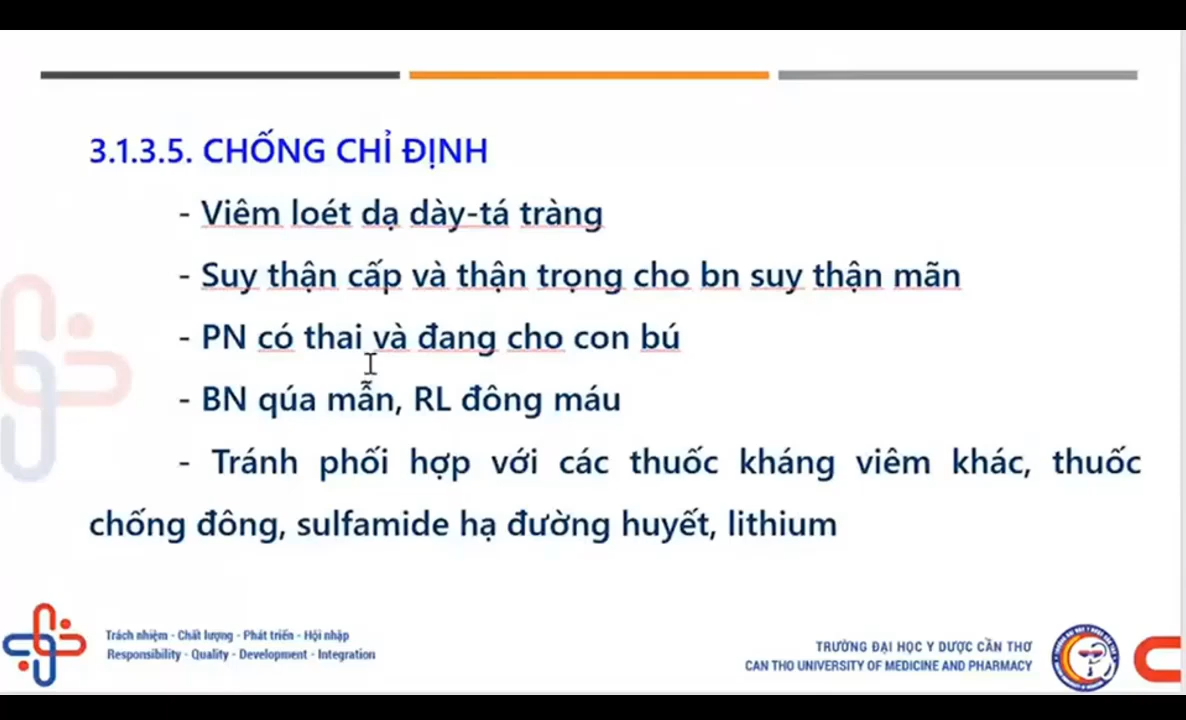 3.1.3.5. CHỐNG CHỈ ĐỊNH
- Viêm loét dạ dày-tá tràng
- Suy thận cấp và thận trọng cho bn suy thận mãn
- PN có thai và đang cho con bú
- BN qúa mẫn, RL đông máu
- Tránh phối hợp với các thuốc kháng viêm khác, thuốc
chống đông, sulfamide hạ đường huyết, lithium
Trách nhiệm - Chất lượng - Phát triển - Hội nhập
Responsibility - Quality - Development - Integration
TRƯỜNG ĐẠI HỌC Y DƯỢC CẦN THƠ
CAN THO UNIVERSITY OF MEDICINE AND PHARMACY